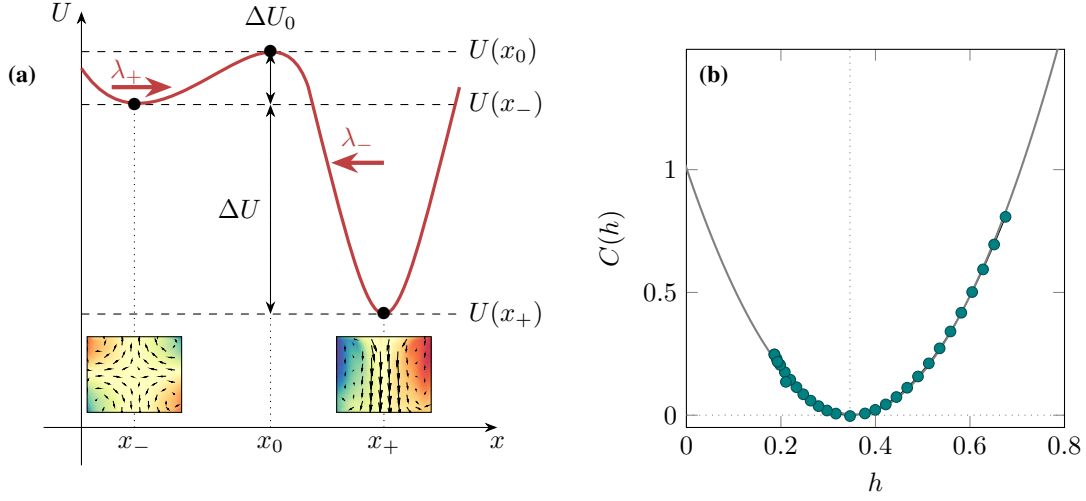 (a)
U
ΔU₀
λ₊
U(x₀)
U(x₋)
λ₋
ΔU
U(x₊)
x₋
x₀
x₊
x
(b)
C(h)
1
0.5
0
0
0.2
0.4
0.6
0.8
h